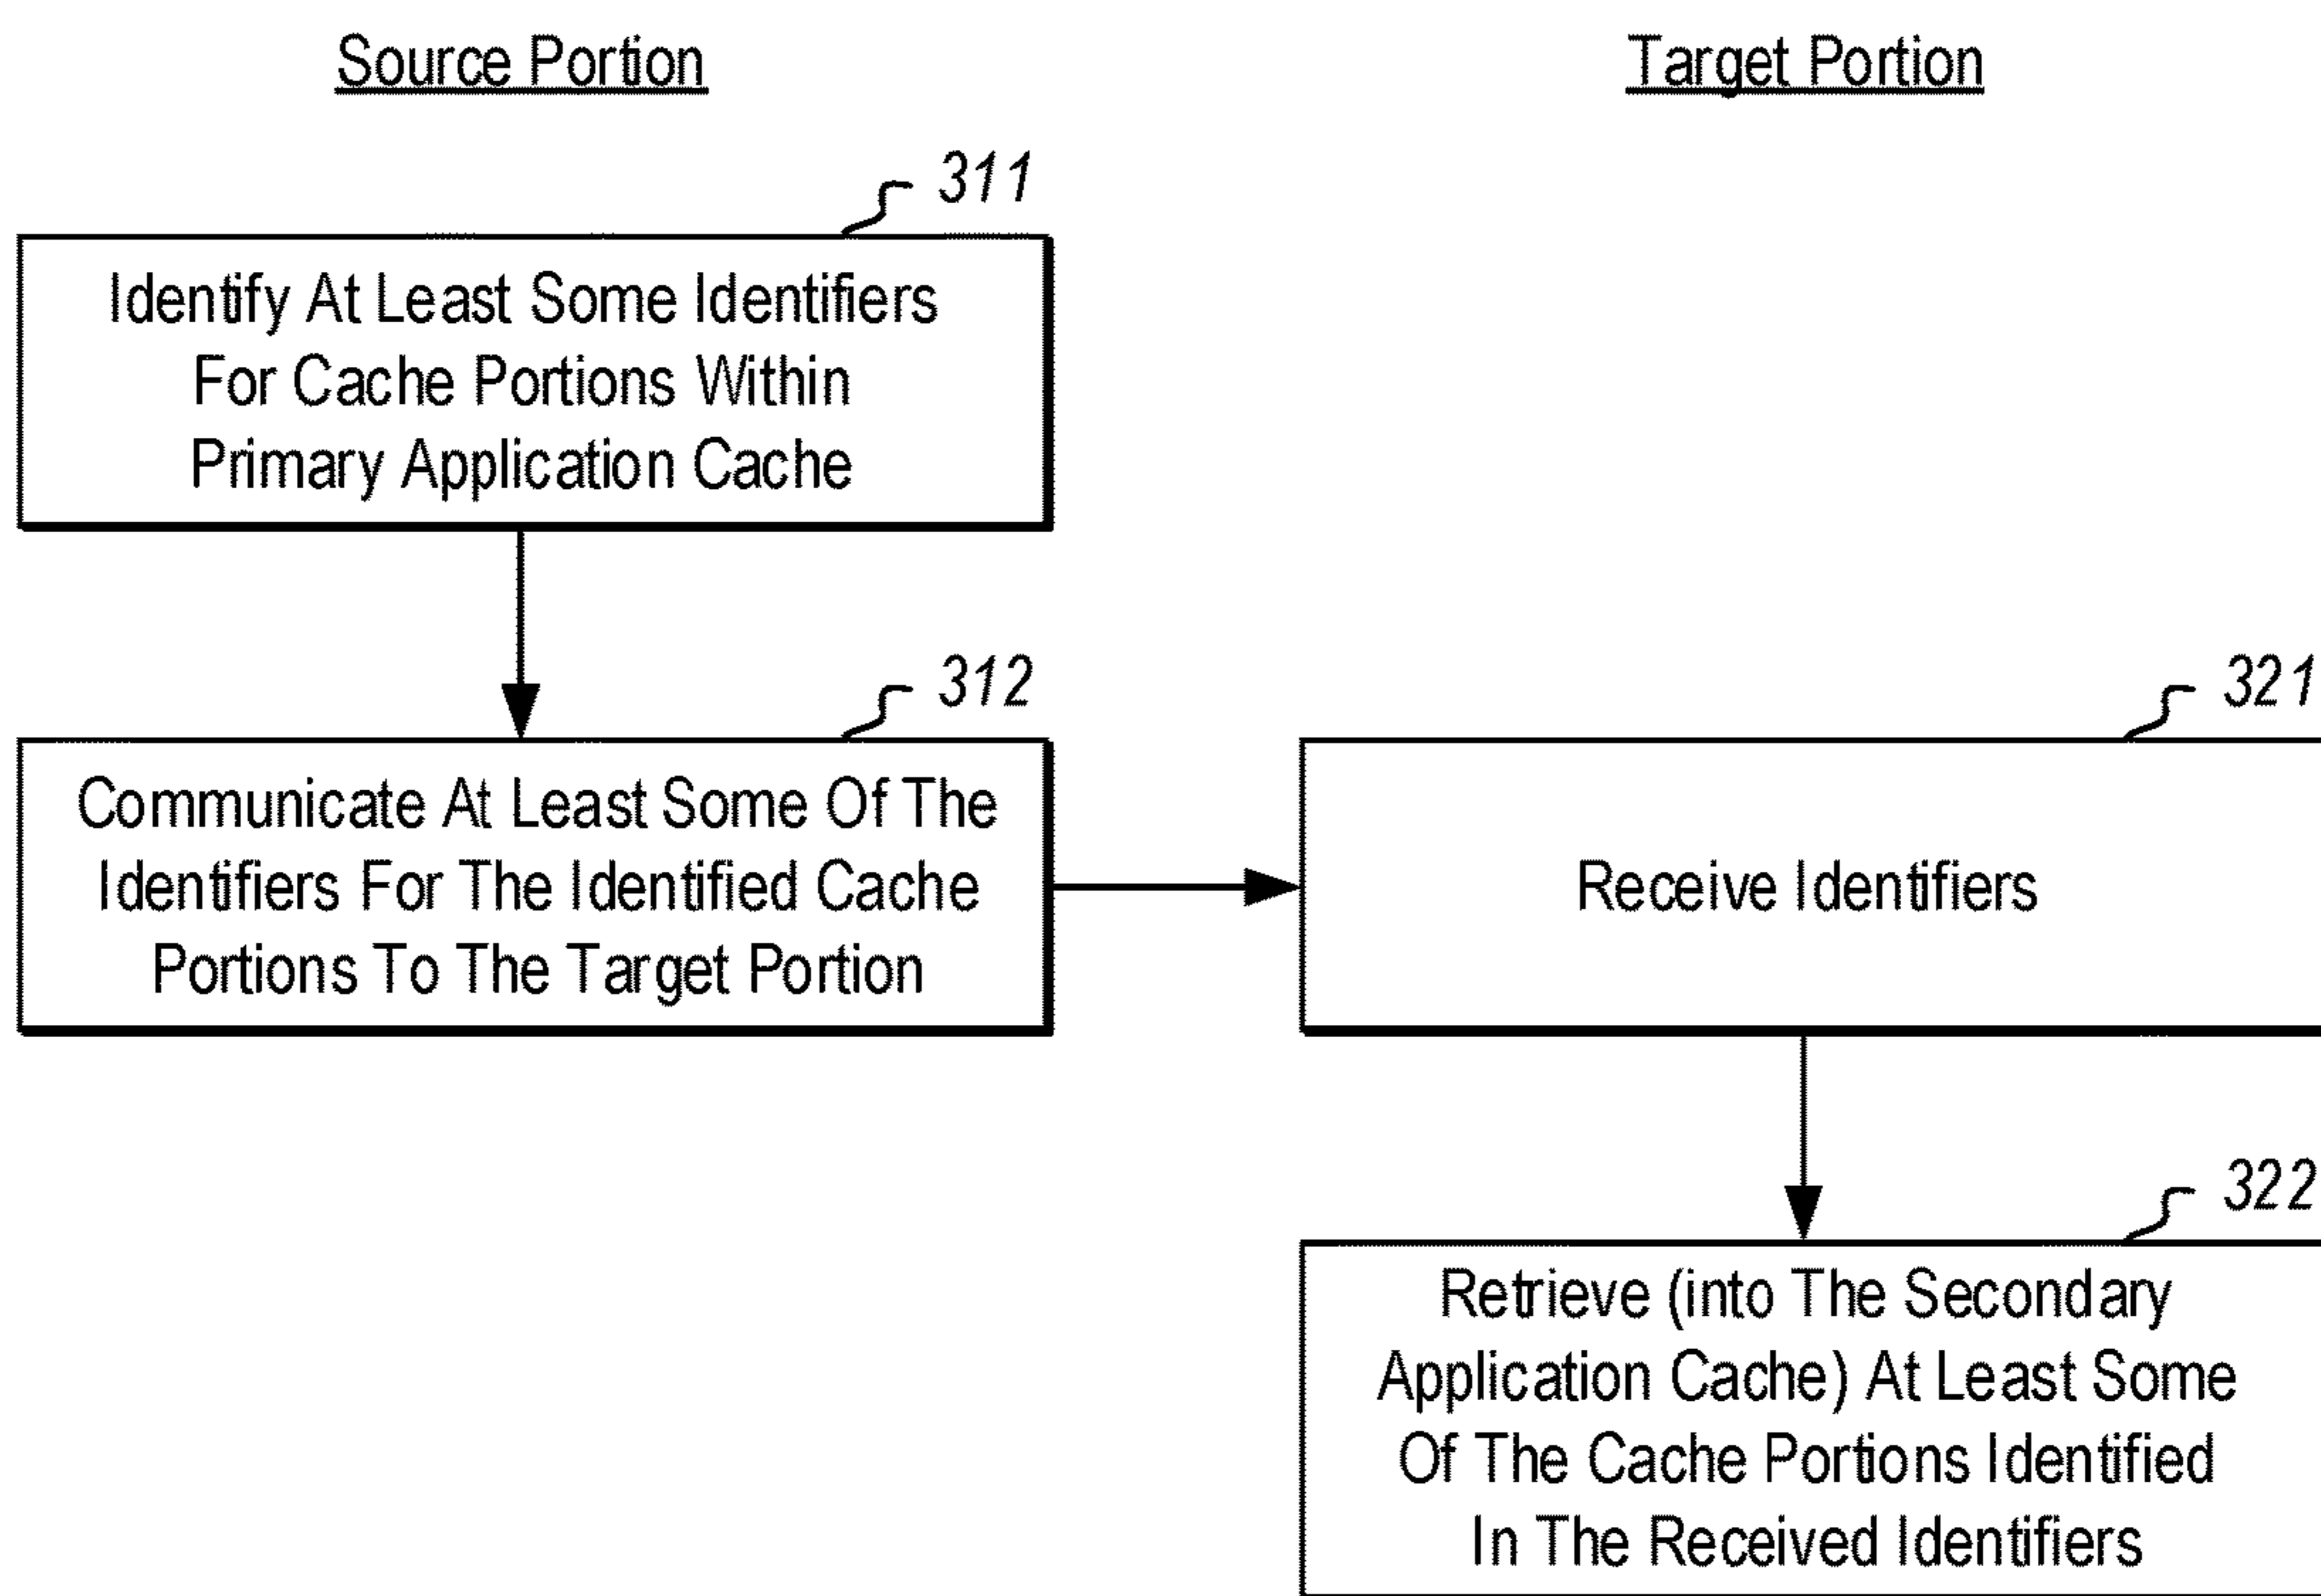 Source Portion
Target Portion
311
Identify At Least Some Identifiers
For Cache Portions Within
Primary Application Cache
312
Communicate At Least Some Of The
Identifiers For The Identified Cache
Portions To The Target Portion
321
Receive Identifiers
322
Retrieve (into The Secondary
Application Cache) At Least Some
Of The Cache Portions Identified
In The Received Identifiers